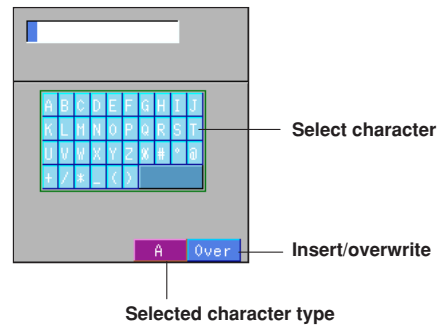 A B C D E F G H I J
K L M N O P Q R S T
U V W X Y Z % # ° @
+ / * _ ( )
Select character
A Over
Insert/overwrite
Selected character type